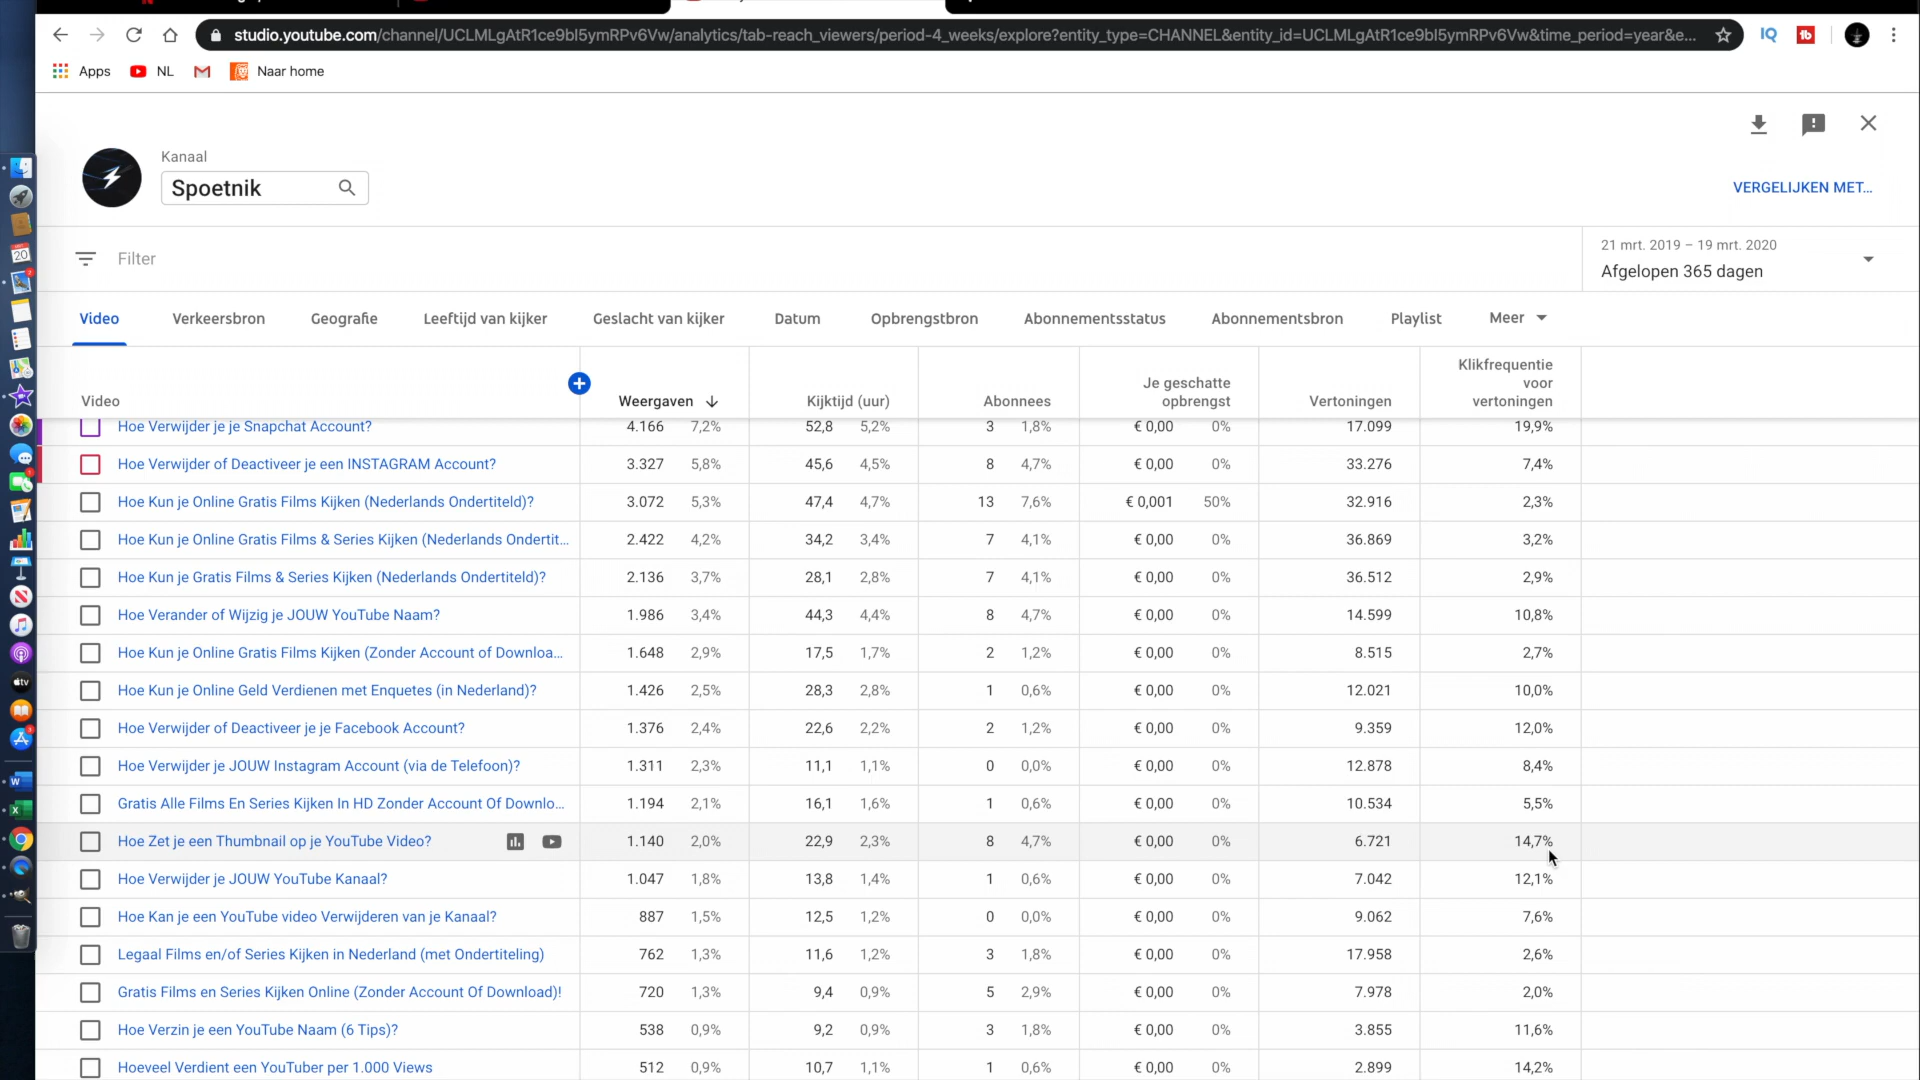 studio.youtube.com/channel/UCLMLgAtR1ce9bI5ymRPv6Vw/analytics/tab-reach_viewers/period-4_weeks/explore?entity_type=CHANNEL&entity_id=UCLMLgAtR1ce9bI5ymRPv6Vw&time_period=year&e...
IQ
tb
Apps
NL
Naar home
Kanaal
Spoetnik
VERGELIJKEN MET...
Filter
21 mrt. 2019 – 19 mrt. 2020
Afgelopen 365 dagen
Video Verkeersbron Geografie Leeftijd van kijker Geslacht van kijker Datum Opbrengstbron Abonnementsstatus Abonnementsbron Playlist Meer
Video Weergaven Kijktijd (uur) Abonnees Je geschatte opbrengst Vertoningen Klikfrequentie voor vertoningen
Hoe Verwijder je je Snapchat Account? 4.166 7,2% 52,8 5,2% 3 1,8% € 0,00 0% 17.099 19,9%
Hoe Verwijder of Deactiveer je een INSTAGRAM Account? 3.327 5,8% 45,6 4,5% 8 4,7% € 0,00 0% 33.276 7,4%
Hoe Kun je Online Gratis Films Kijken (Nederlands Ondertiteld)? 3.072 5,3% 47,4 4,7% 13 7,6% € 0,001 50% 32.916 2,3%
Hoe Kun je Online Gratis Films & Series Kijken (Nederlands Ondertit... 2.422 4,2% 34,2 3,4% 7 4,1% € 0,00 0% 36.869 3,2%
Hoe Kun je Gratis Films & Series Kijken (Nederlands Ondertiteld)? 2.136 3,7% 28,1 2,8% 7 4,1% € 0,00 0% 36.512 2,9%
Hoe Verander of Wijzig je JOUW YouTube Naam? 1.986 3,4% 44,3 4,4% 8 4,7% € 0,00 0% 14.599 10,8%
Hoe Kun je Online Gratis Films Kijken (Zonder Account of Downloa... 1.648 2,9% 17,5 1,7% 2 1,2% € 0,00 0% 8.515 2,7%
Hoe Kun je Online Geld Verdienen met Enquetes (in Nederland)? 1.426 2,5% 28,3 2,8% 1 0,6% € 0,00 0% 12.021 10,0%
Hoe Verwijder of Deactiveer je je Facebook Account? 1.376 2,4% 22,6 2,2% 2 1,2% € 0,00 0% 9.359 12,0%
Hoe Verwijder je JOUW Instagram Account (via de Telefoon)? 1.311 2,3% 11,1 1,1% 0 0,0% € 0,00 0% 12.878 8,4%
Gratis Alle Films En Series Kijken In HD Zonder Account Of Downlo... 1.194 2,1% 16,1 1,6% 1 0,6% € 0,00 0% 10.534 5,5%
Hoe Zet je een Thumbnail op je YouTube Video? 1.140 2,0% 22,9 2,3% 8 4,7% € 0,00 0% 6.721 14,7%
Hoe Verwijder je JOUW YouTube Kanaal? 1.047 1,8% 13,8 1,4% 1 0,6% € 0,00 0% 7.042 12,1%
Hoe Kan je een YouTube video Verwijderen van je Kanaal? 887 1,5% 12,5 1,2% 0 0,0% € 0,00 0% 9.062 7,6%
Legaal Films en/of Series Kijken in Nederland (met Ondertiteling) 762 1,3% 11,6 1,2% 3 1,8% € 0,00 0% 17.958 2,6%
Gratis Films en Series Kijken Online (Zonder Account Of Download)! 720 1,3% 9,4 0,9% 5 2,9% € 0,00 0% 7.978 2,0%
Hoe Verzin je een YouTube Naam (6 Tips)? 538 0,9% 9,2 0,9% 3 1,8% € 0,00 0% 3.855 11,6%
Hoeveel Verdient een YouTuber per 1.000 Views 512 0,9% 10,7 1,1% 1 0,6% € 0,00 0% 2.899 14,2%